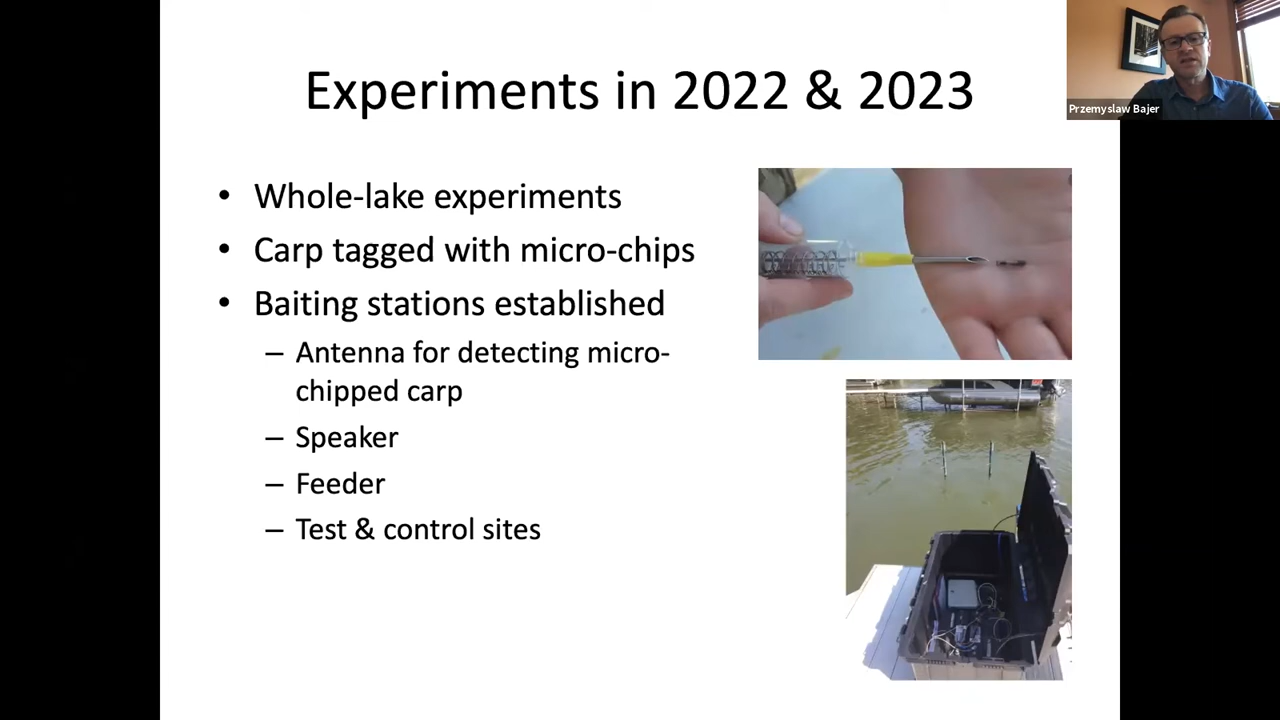 Experiments in 2022 & 2023
Przemyslaw Bajer
• Whole-lake experiments
• Carp tagged with micro-chips
• Baiting stations established
– Antenna for detecting micro-
chipped carp
– Speaker
– Feeder
– Test & control sites